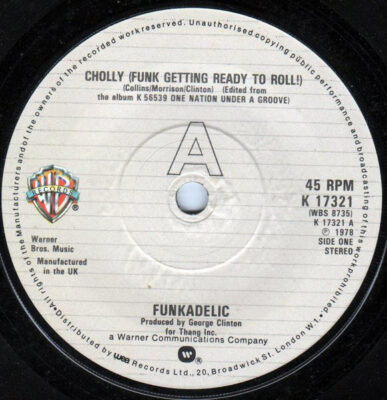 All rights of the Manufacturers and of the owners of the recorded work reserved. Unauthorised copying public performance and broadcasting of this record prohibited
CHOLLY (FUNK GETTING READY TO ROLL!)
(Collins/Morrison/Clinton) (Edited from
the album K 56539 ONE NATION UNDER A GROOVE)
A
RECORDS
45 RPM
K 17321
(WBS 8735)
K 17321 A
Ⓟ 1978
SIDE ONE
STEREO
Warner
Bros. Music
Manufactured
in the UK
FUNKADELIC
Produced by George Clinton
for Thang Inc.
a Warner Communications Company
•Distributed by wea Records Ltd., 20, Broadwick St. London W1.•